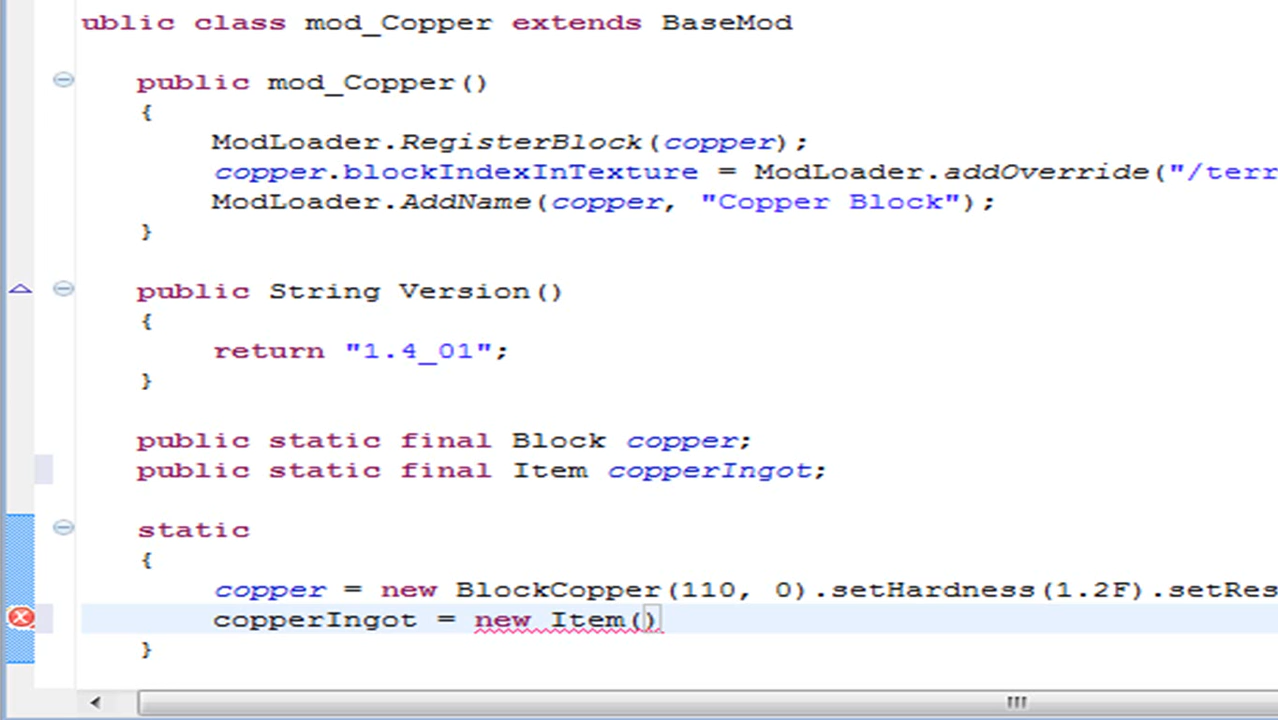 ublic class mod_Copper extends BaseMod
public mod_Copper()
{
ModLoader.RegisterBlock(copper);
copper.blockIndexInTexture = ModLoader.addOverride("/terr
ModLoader.AddName(copper, "Copper Block");
}
public String Version()
{
return "1.4_01";
}
public static final Block copper;
public static final Item copperIngot;
static
{
copper = new BlockCopper(110, 0).setHardness(1.2F).setRes
copperIngot = new Item()
}